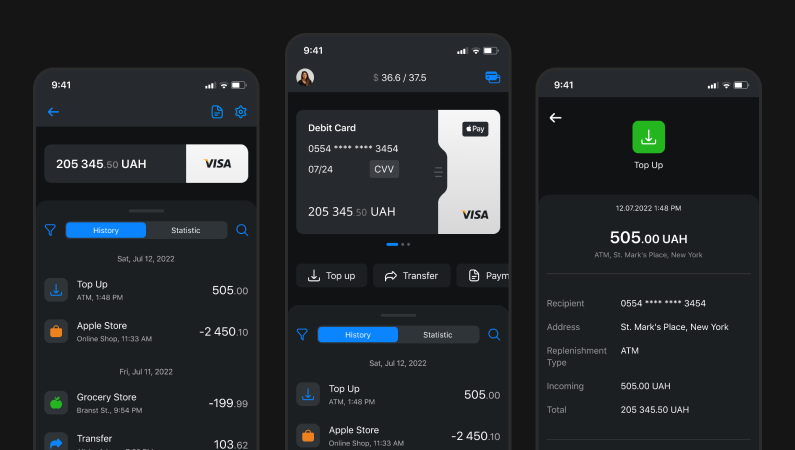 9:41
205 345.50 UAH
VISA
History
Statistic
Sat, Jul 12, 2022
Top Up
505.00
ATM, 1:48 PM
Apple Store
-2 450.10
Online Shop, 11:33 AM
Fri, Jul 11, 2022
Grocery Store
-199.99
Branst St., 9:54 PM
Transfer
103.62
9:41
$ 36.6 / 37.5
Debit Card
Pay
0554 **** **** 3454
07/24
CVV
205 345 50 UAH
VISA
Top up
Transfer
Paym
History
Statistic
Sat, Jul 12, 2022
Top Up
505.00
ATM, 1:48 PM
Apple Store
-2 450.10
Online Shop, 11:33 AM
9:41
Top Up
12.07.2022 1:48 PM
505.00 UAH
ATM, St. Mark's Place, New York
Recipient
0554 **** **** 3454
Address
St. Mark's Place, New York
Replenishment
Type
ATM
Incoming
505.00 UAH
Total
205 345.50 UAH